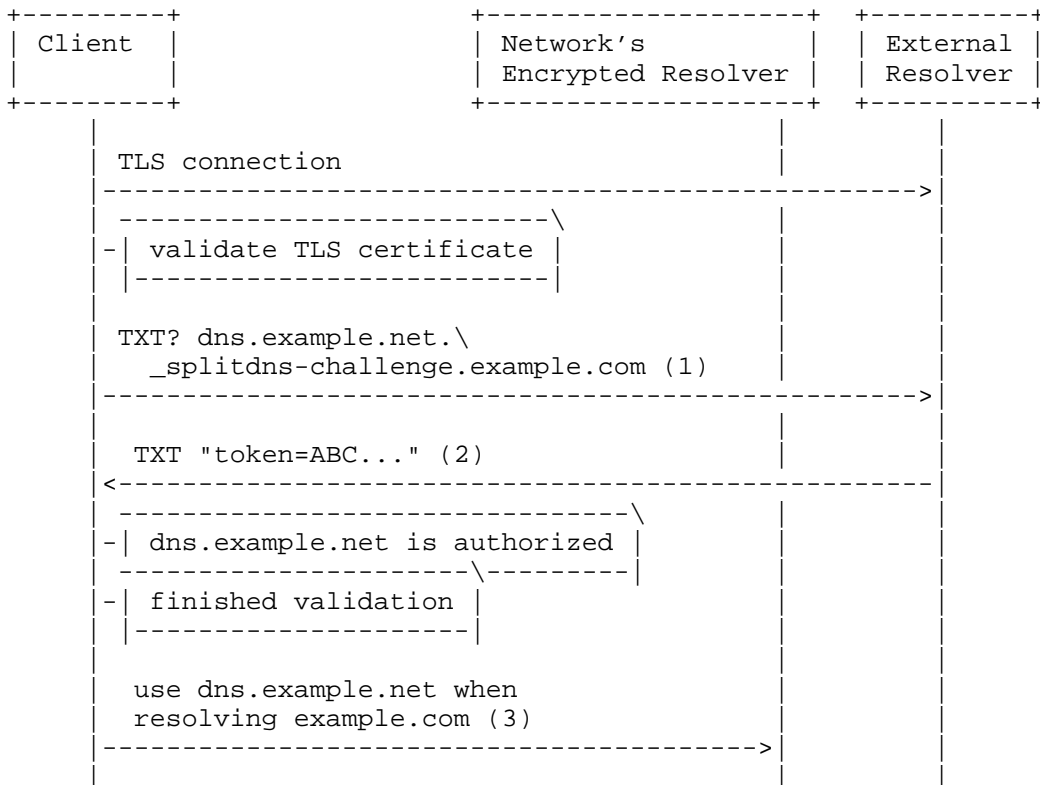 Client Network's External
Encrypted Resolver Resolver
TLS connection
validate TLS certificate
TXT? dns.example.net.\
_splitdns-challenge.example.com (1)
TXT "token=ABC..." (2)
dns.example.net is authorized
finished validation
use dns.example.net when
resolving example.com (3)